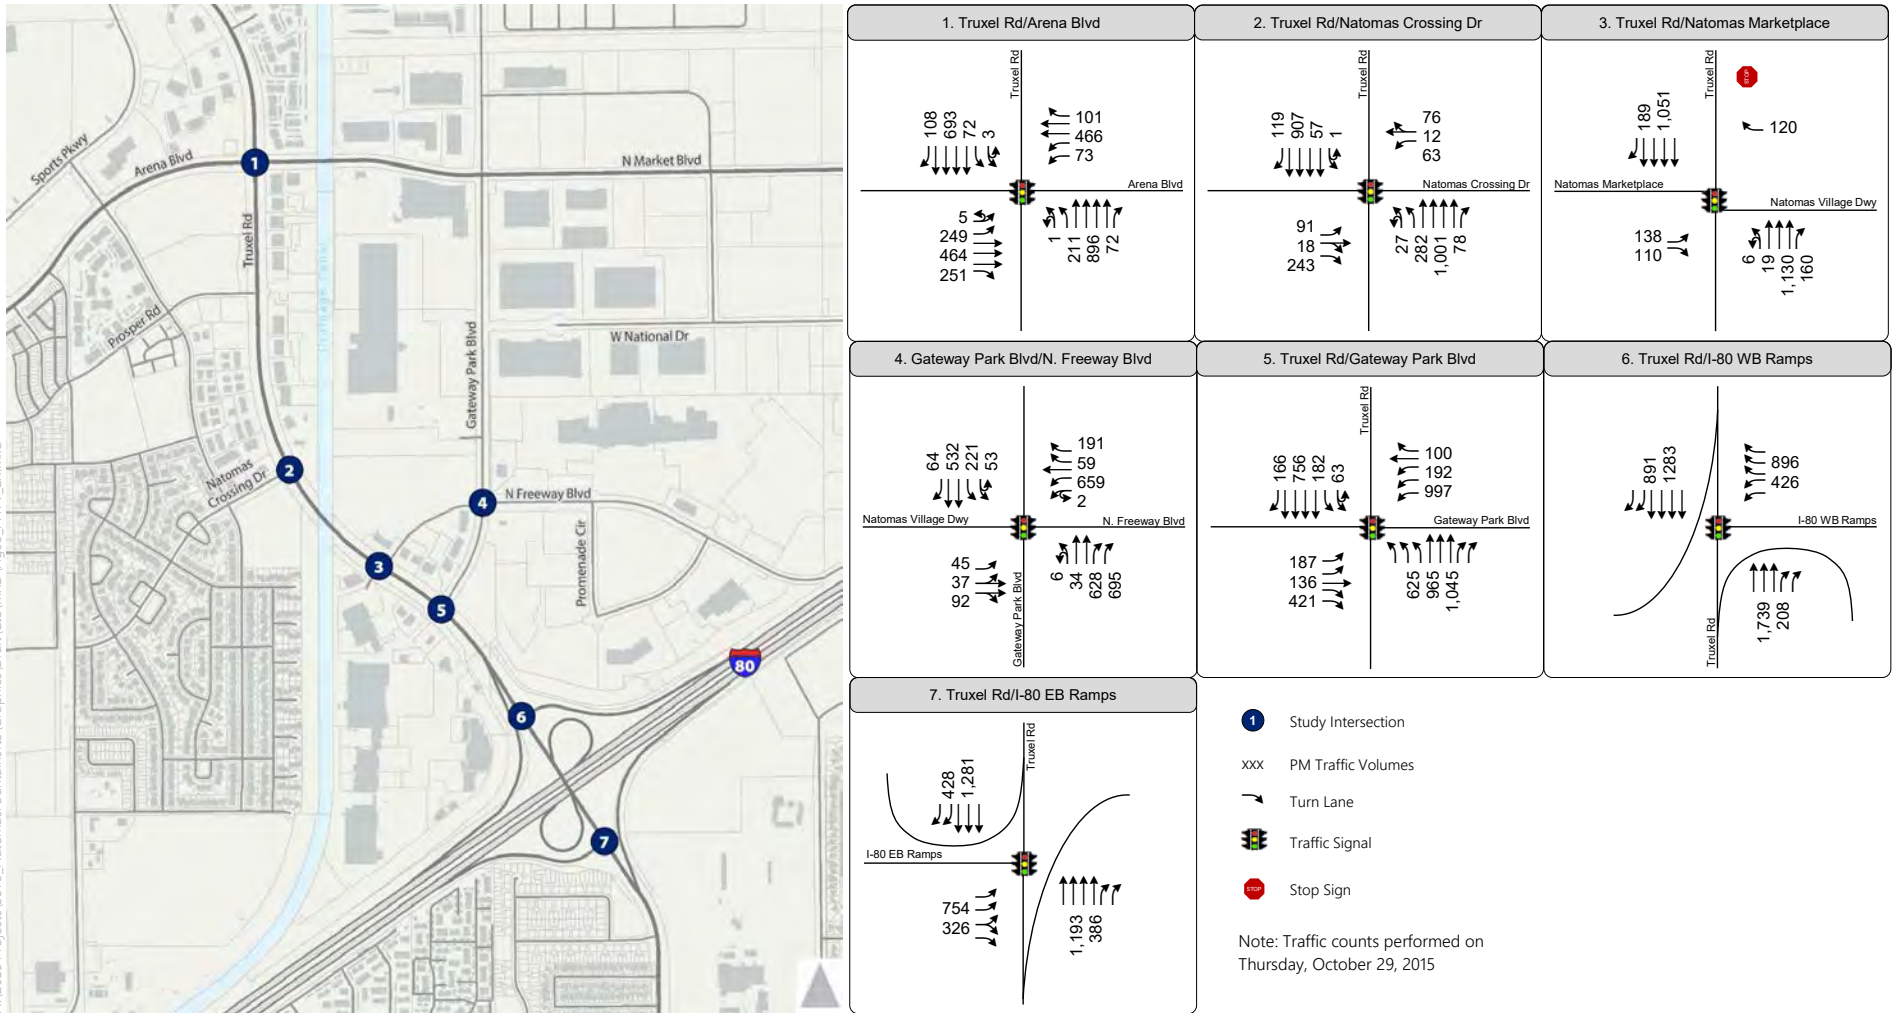 Sports Pkwy
Arena Blvd
N Market Blvd
Truxel Rd
Prosper Rd
W National Dr
Gateway Park Blvd
Natomas
Crossing Dr
N Freeway Blvd
Promenade Cir
1
2
3
4
5
6
7
80
1. Truxel Rd/Arena Blvd
Truxel Rd
108
693
72
3
101
466
73
Arena Blvd
5
249
464
251
1
211
896
72
2. Truxel Rd/Natomas Crossing Dr
Truxel Rd
119
907
57
1
76
12
63
Natomas Crossing Dr
91
18
243
27
282
1,001
78
3. Truxel Rd/Natomas Marketplace
Truxel Rd
STOP
189
1,051
120
Natomas Marketplace
Natomas Village Dwy
138
110
6
19
1,130
160
4. Gateway Park Blvd/N. Freeway Blvd
64
532
221
53
191
59
659
2
Natomas Village Dwy
N. Freeway Blvd
45
37
92
Gateway Park Blvd
6
34
628
695
5. Truxel Rd/Gateway Park Blvd
Truxel Rd
166
756
182
63
100
192
997
Gateway Park Blvd
187
136
421
625
965
1,045
6. Truxel Rd/I-80 WB Ramps
891
1283
896
426
I-80 WB Ramps
Truxel Rd
1,739
208
7. Truxel Rd/I-80 EB Ramps
Truxel Rd
428
1,281
I-80 EB Ramps
754
326
1,193
386
1 Study Intersection
XXX PM Traffic Volumes
Turn Lane
Traffic Signal
STOP Stop Sign
Note: Traffic counts performed on
Thursday, October 29, 2015